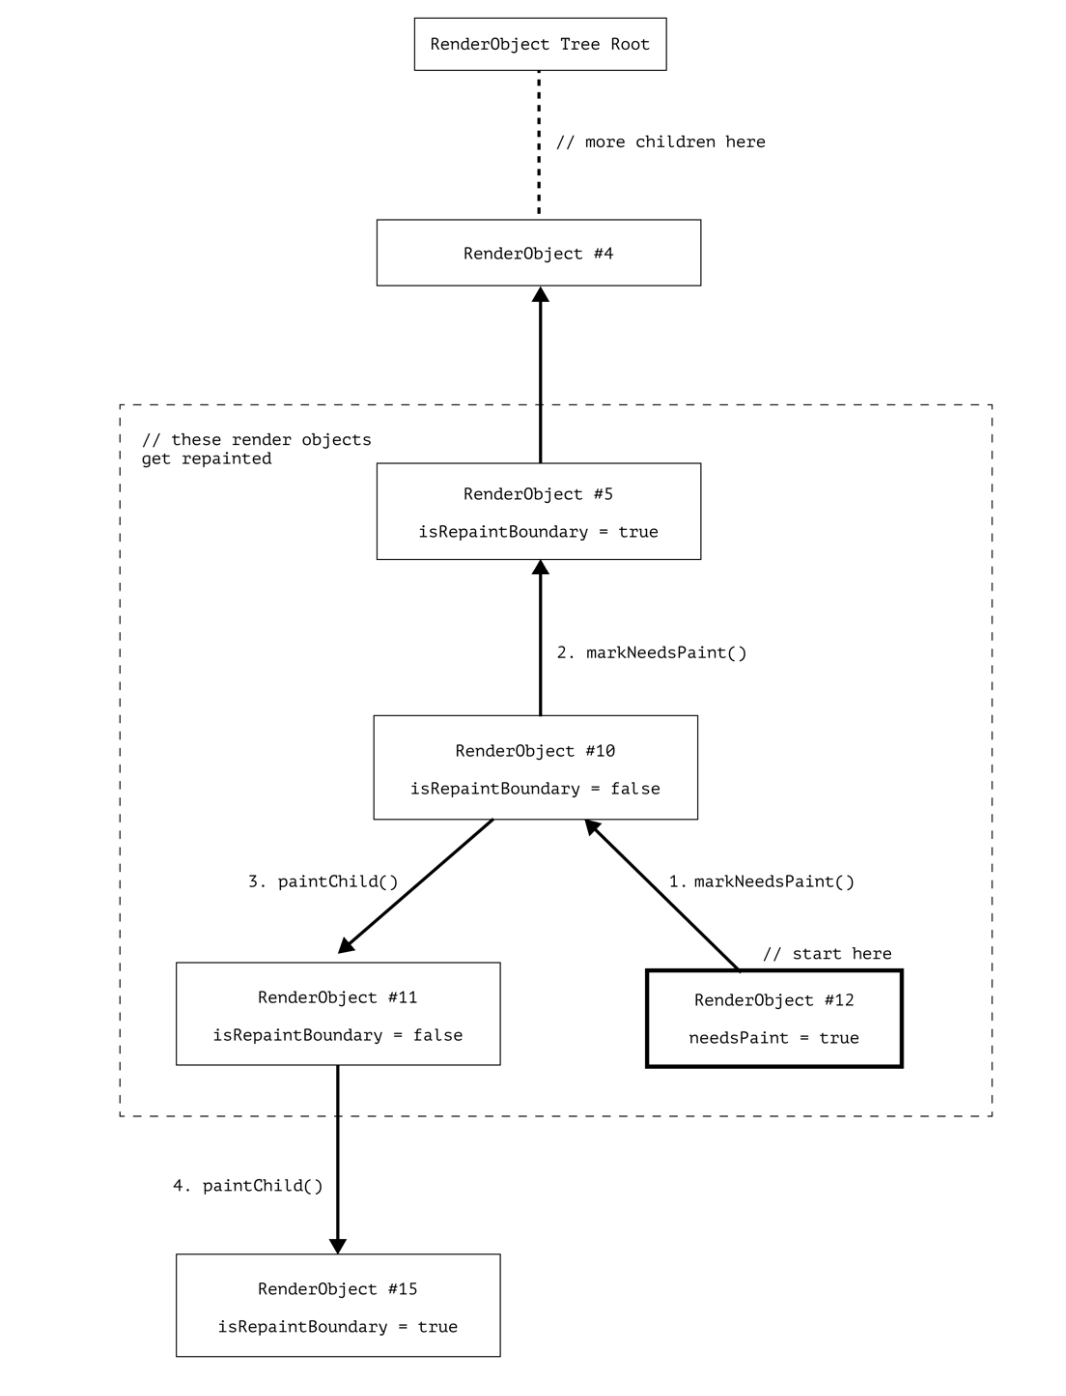 RenderObject Tree Root
// more children here
RenderObject #4
// these render objects
get repainted
RenderObject #5
isRepaintBoundary = true
2. markNeedsPaint()
RenderObject #10
isRepaintBoundary = false
3. paintChild()
1. markNeedsPaint()
// start here
RenderObject #11
isRepaintBoundary = false
RenderObject #12
needsPaint = true
4. paintChild()
RenderObject #15
isRepaintBoundary = true